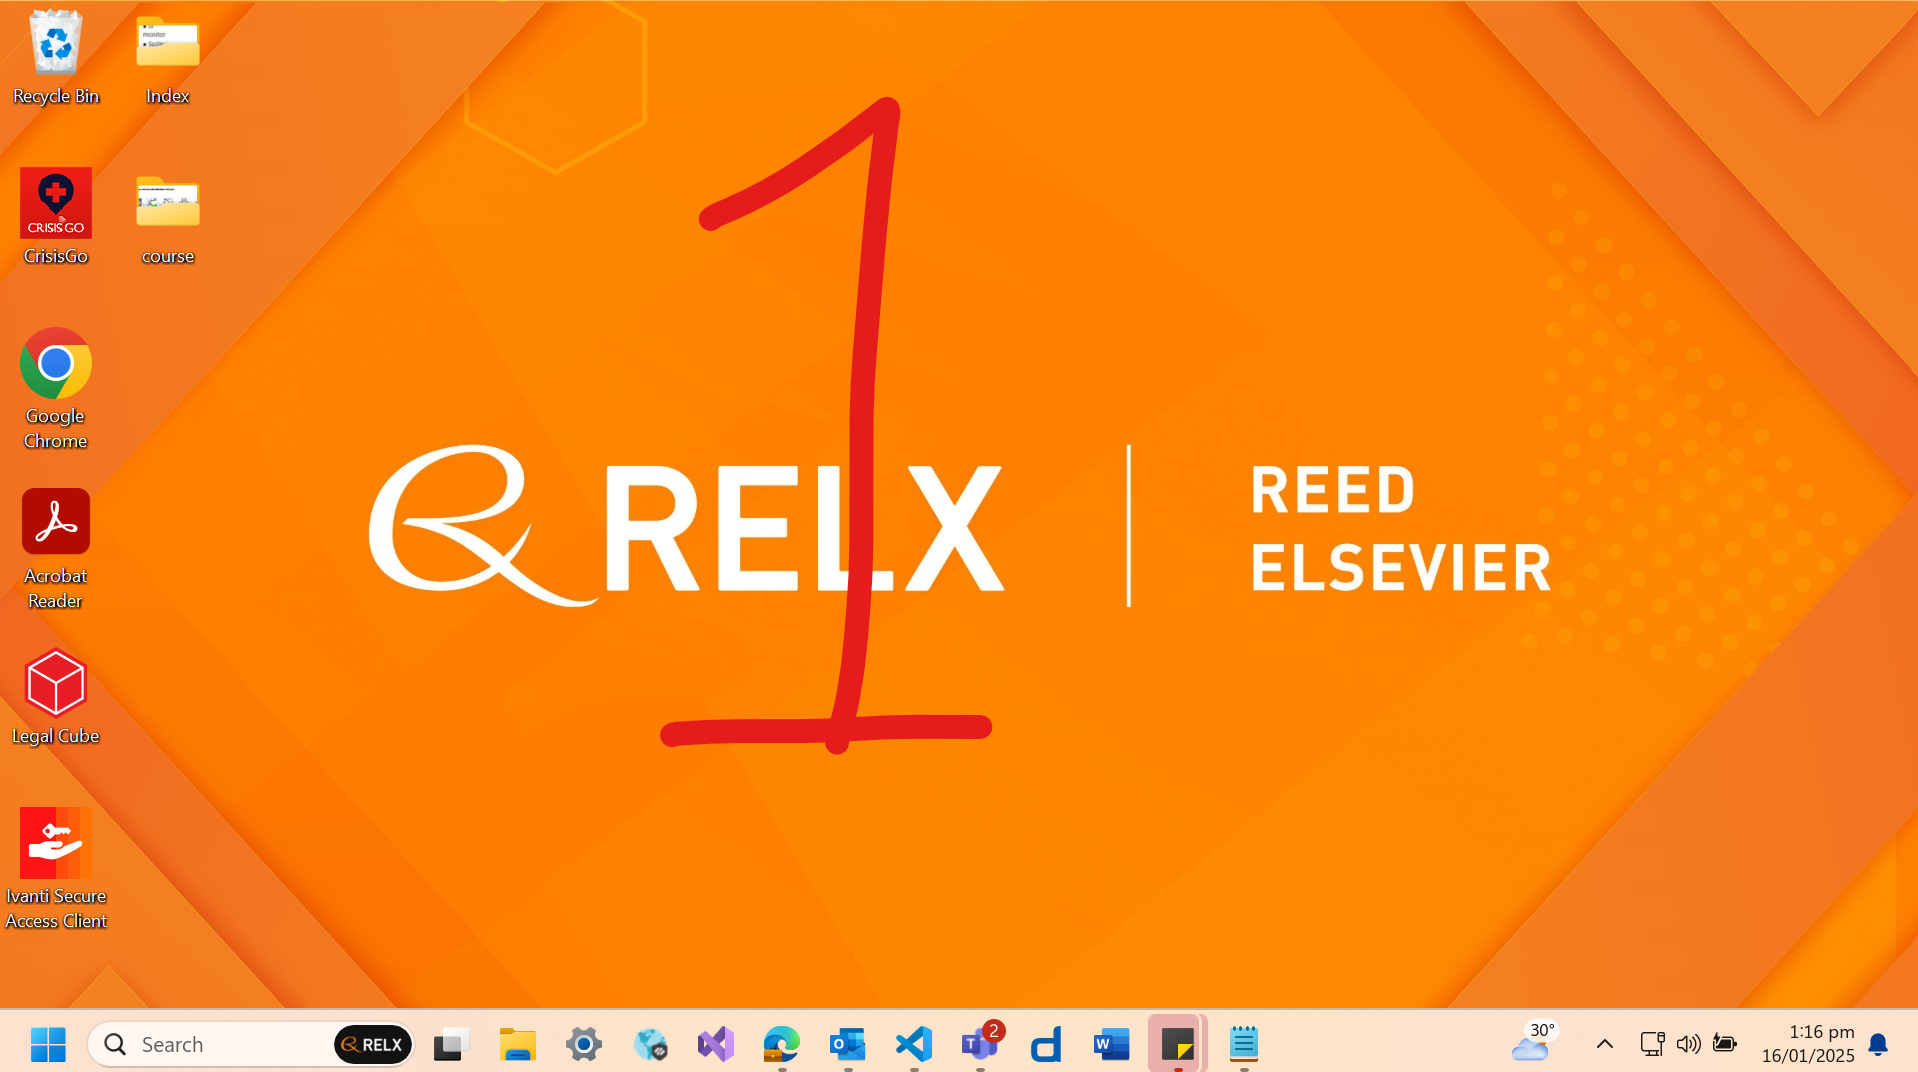 Recycle Bin
Index
monitor
CRISIS GO
CrisisGo
course
Google
Chrome
Acrobat
Reader
Legal Cube
Ivanti Secure
Access Client
1
RELX
REED
ELSEVIER
Search
RELX
2
30°
1:16 pm
16/01/2025